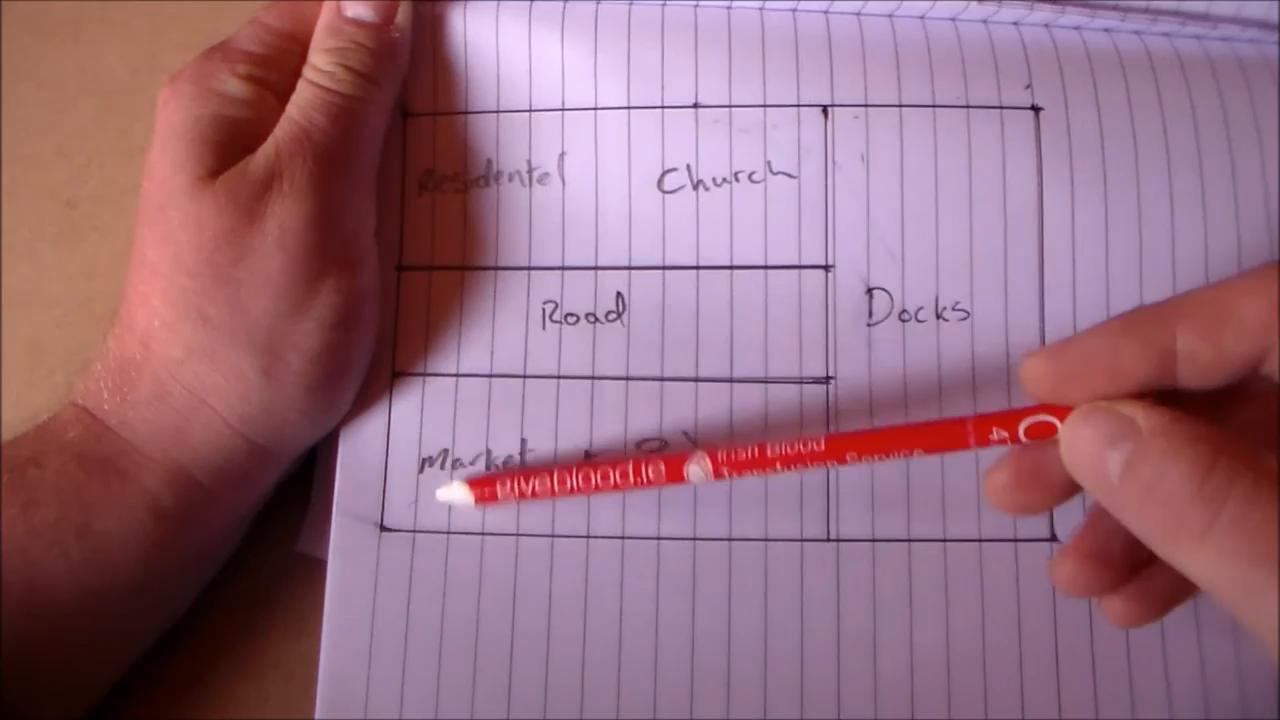 Residentel Church
Road
Docks
Market
giveblood.ie
Irish Blood
Transfusion Service